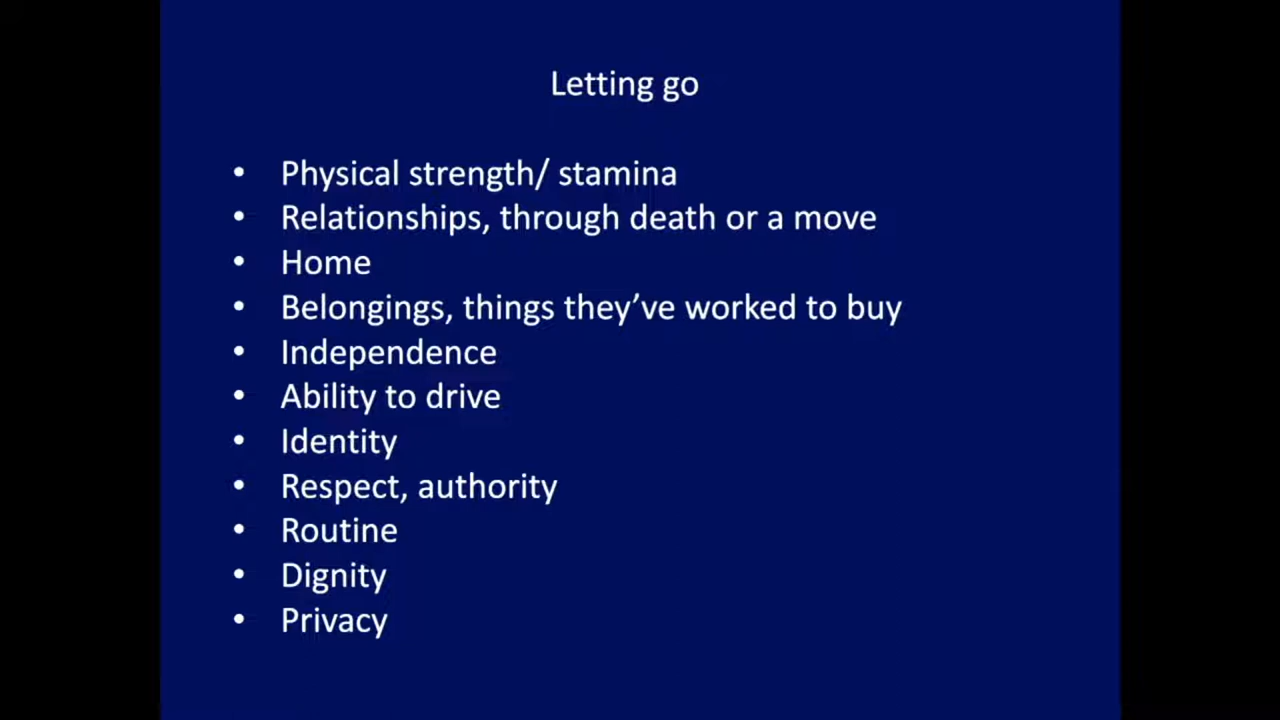 Letting go
• Physical strength/ stamina
• Relationships, through death or a move
• Home
• Belongings, things they’ve worked to buy
• Independence
• Ability to drive
• Identity
• Respect, authority
• Routine
• Dignity
• Privacy